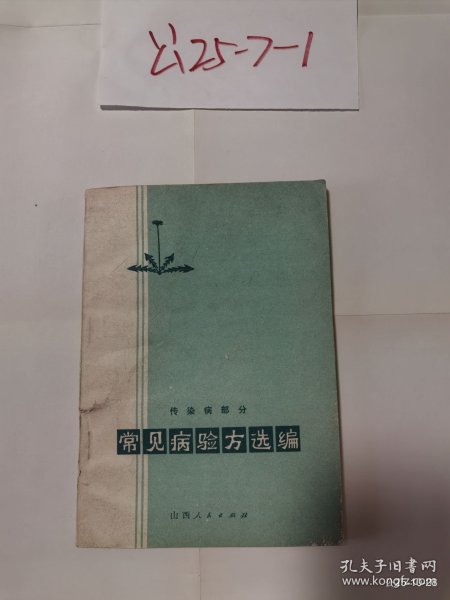 公25-7-1
传染病部分
常见病验方选编
山西人民出版社
孔夫子旧书网
www.kongfz.com